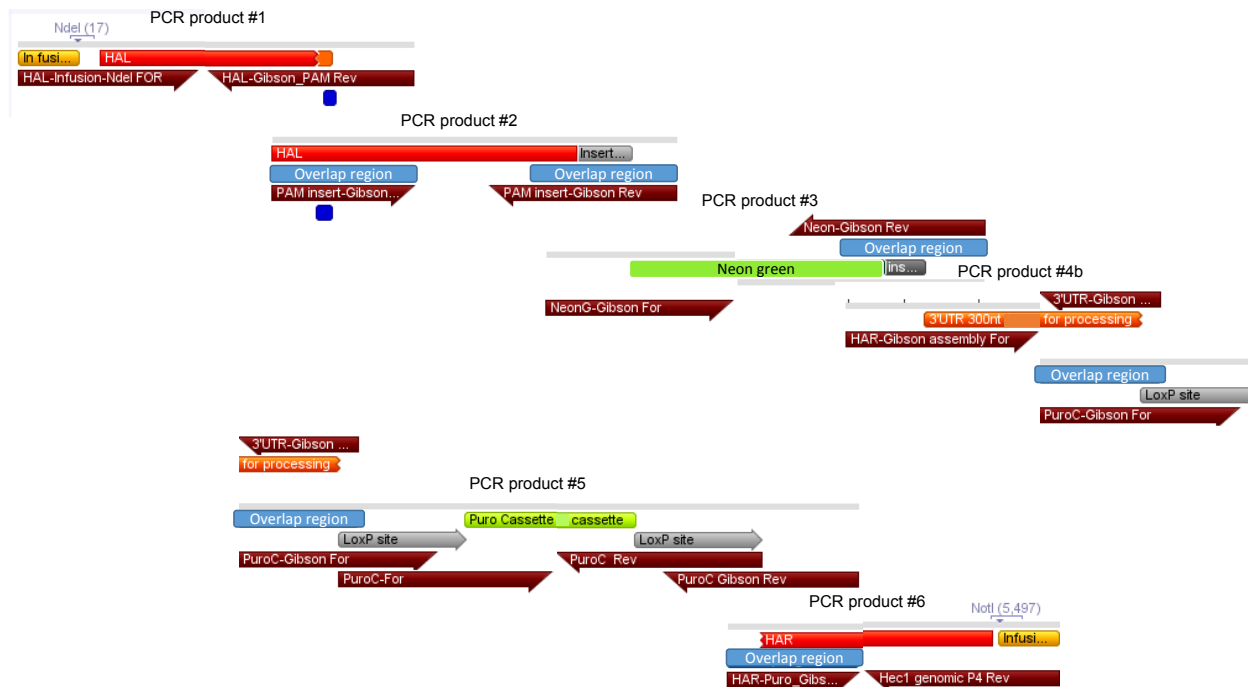 PCR product #1
NdeI (17)
In fusi...
HAL
HAL-Infusion-NdeI FOR
HAL-Gibson_PAM Rev
PCR product #2
HAL
Insert...
Overlap region
Overlap region
PAM insert-Gibson...
PAM insert-Gibson Rev
PCR product #3
Neon-Gibson Rev
Overlap region
Neon green
ins...
PCR product #4b
NeonG-Gibson For
3'UTR-Gibson ...
3'UTR 300nt
for processing
HAR-Gibson assembly For
Overlap region
LoxP site
PuroC-Gibson For
3'UTR-Gibson ...
for processing
PCR product #5
Overlap region
Puro Cassette
cassette
LoxP site
LoxP site
PuroC-Gibson For
PuroC Rev
PuroC-For
PuroC Gibson Rev
PCR product #6
NotI (5,497)
HAR
Infusi...
Overlap region
HAR-Puro_Gibs...
Hec1 genomic P4 Rev